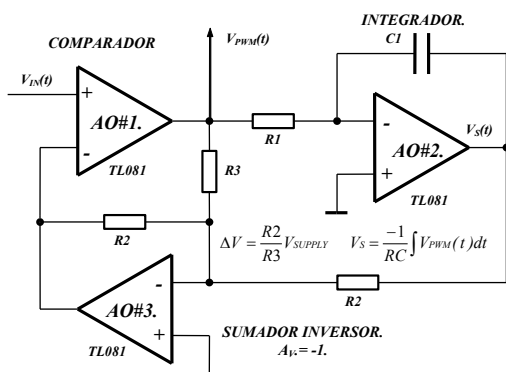 INTEGRADOR.
C1
COMPARADOR
V_PWM(t)
V_IN(t)
+
-
AO#1.
TL081
R1
-
+
AO#2.
TL081
V_S(t)
R3
R2
ΔV = R2/R3 V_SUPPLY
V_S = -1/RC ∫ V_PWM(t)dt
R2
-
+
AO#3.
TL081
SUMADOR INVERSOR.
A_V.= -1.